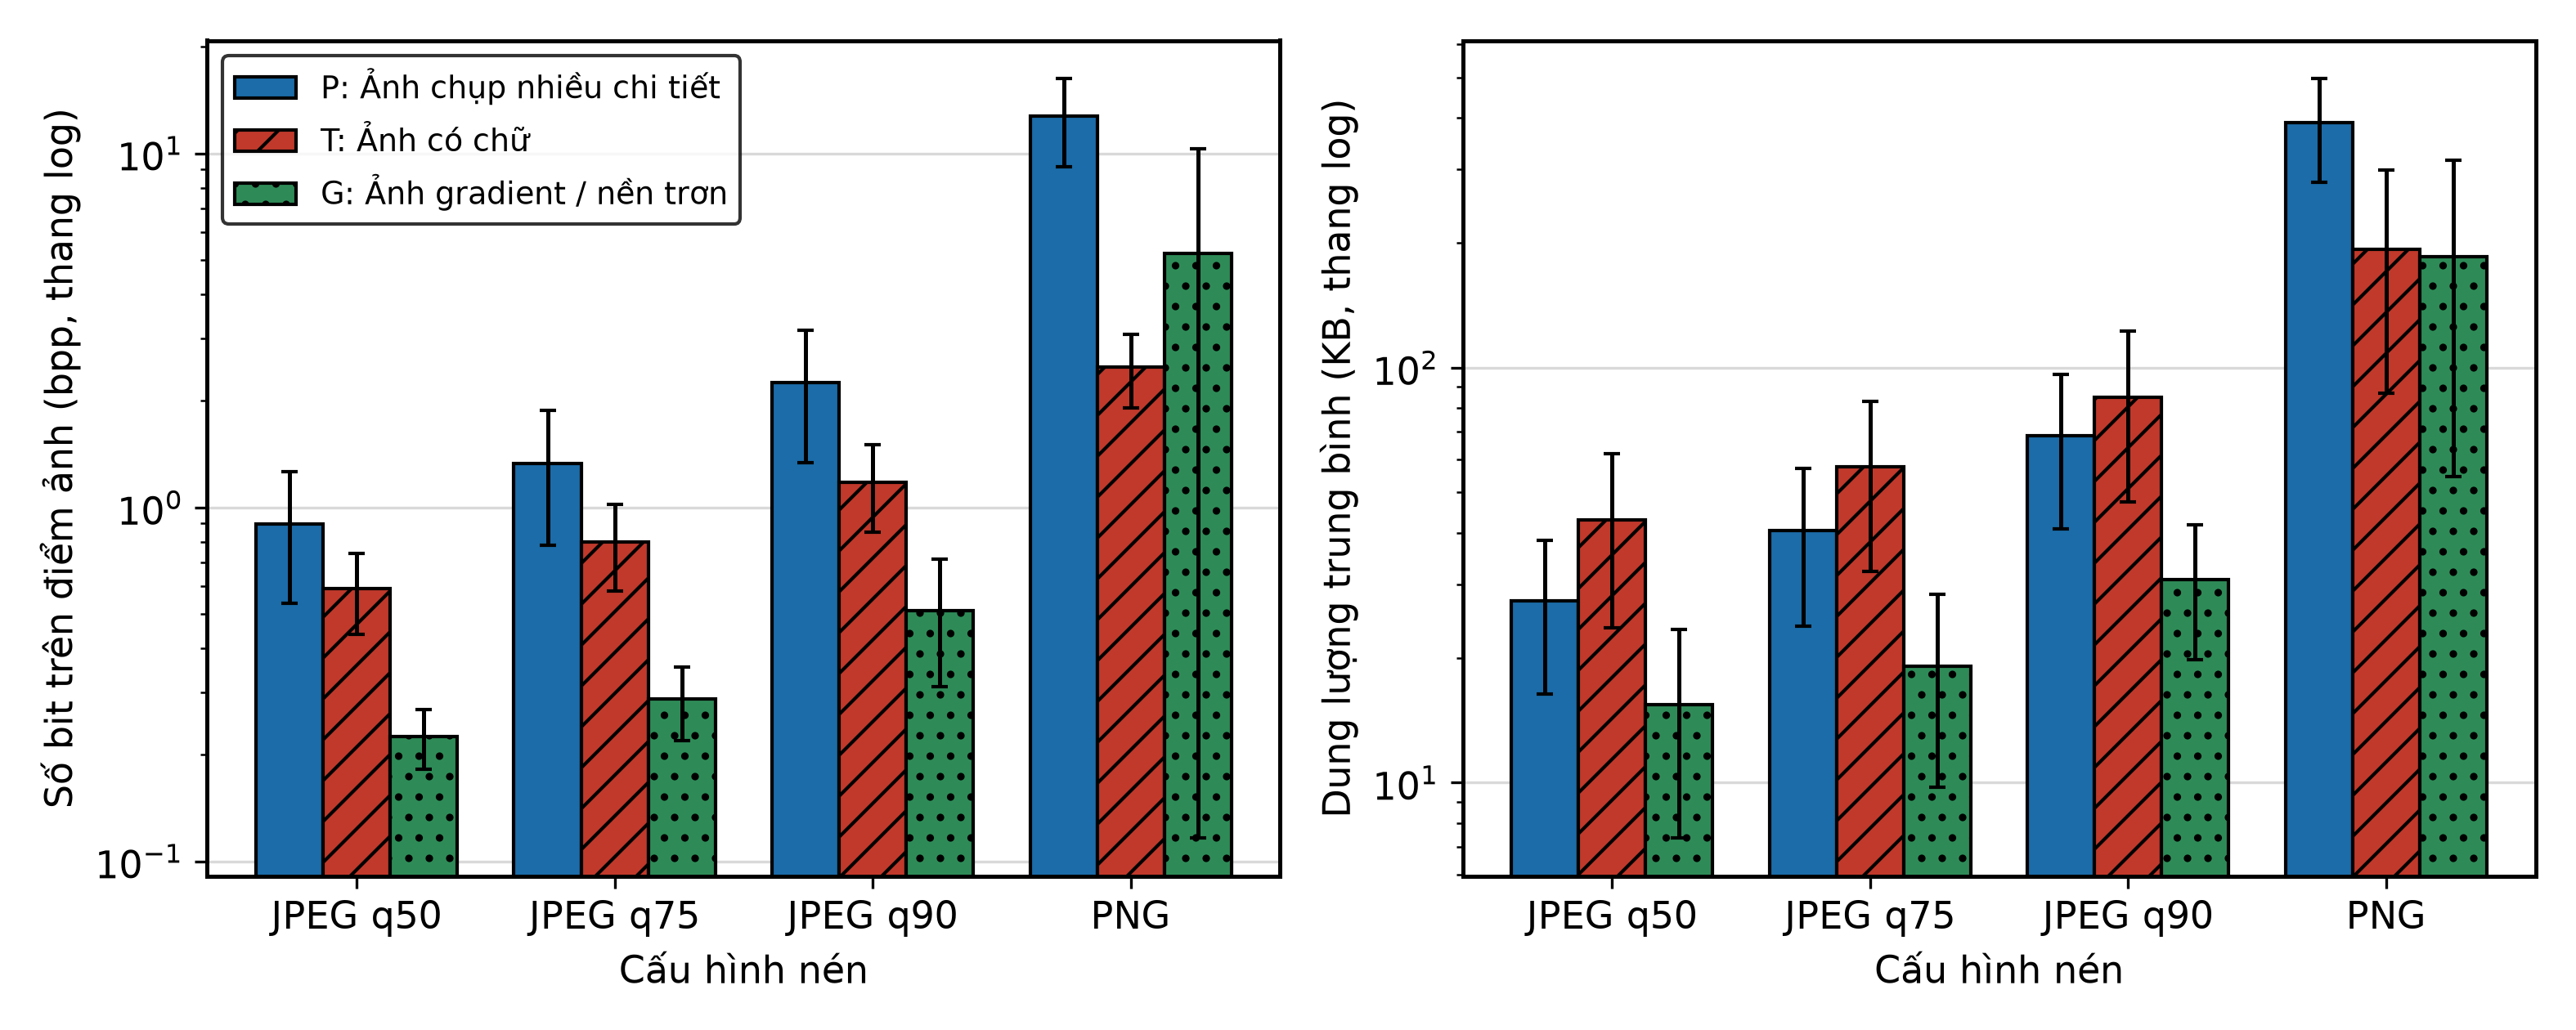 Số bit trên điểm ảnh (bpp, thang log)
10¹
10⁰
10⁻¹
P: Ảnh chụp nhiều chi tiết
T: Ảnh có chữ
G: Ảnh gradient / nền trơn
JPEG q50 JPEG q75 JPEG q90 PNG
Cấu hình nén
Dung lượng trung bình (KB, thang log)
10²
10¹
JPEG q50 JPEG q75 JPEG q90 PNG
Cấu hình nén